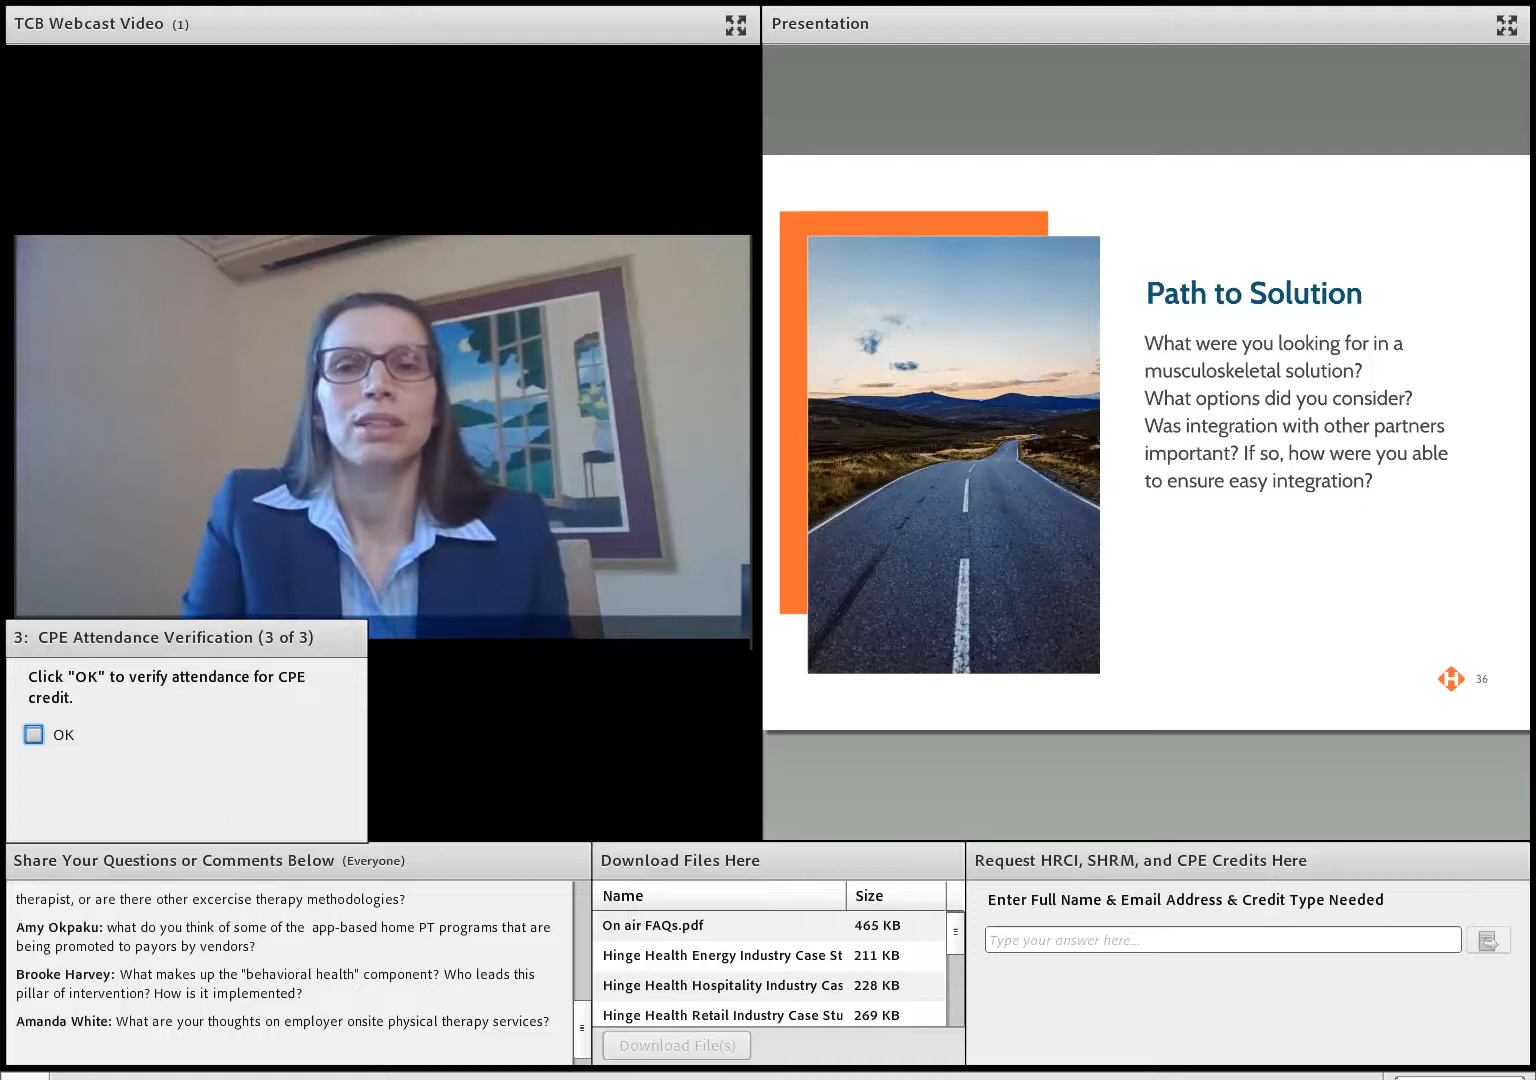 TCB Webcast Video (1)
Presentation
Path to Solution
What were you looking for in a
musculoskeletal solution?
What options did you consider?
Was integration with other partners
important? If so, how were you able
to ensure easy integration?
H 36
3: CPE Attendance Verification (3 of 3)
Click "OK" to verify attendance for CPE
credit.
OK
Share Your Questions or Comments Below (Everyone)
therapist, or are there other excercise therapy methodologies?
Amy Okpaku: what do you think of some of the app-based home PT programs that are
being promoted to payors by vendors?
Brooke Harvey: What makes up the "behavioral health" component? Who leads this
pillar of intervention? How is it implemented?
Amanda White: What are your thoughts on employer onsite physical therapy services?
Download Files Here
Name Size
On air FAQs.pdf 465 KB
Hinge Health Energy Industry Case St 211 KB
Hinge Health Hospitality Industry Cas 228 KB
Hinge Health Retail Industry Case Stu 269 KB
Download File(s)
Request HRCI, SHRM, and CPE Credits Here
Enter Full Name & Email Address & Credit Type Needed
Type your answer here...